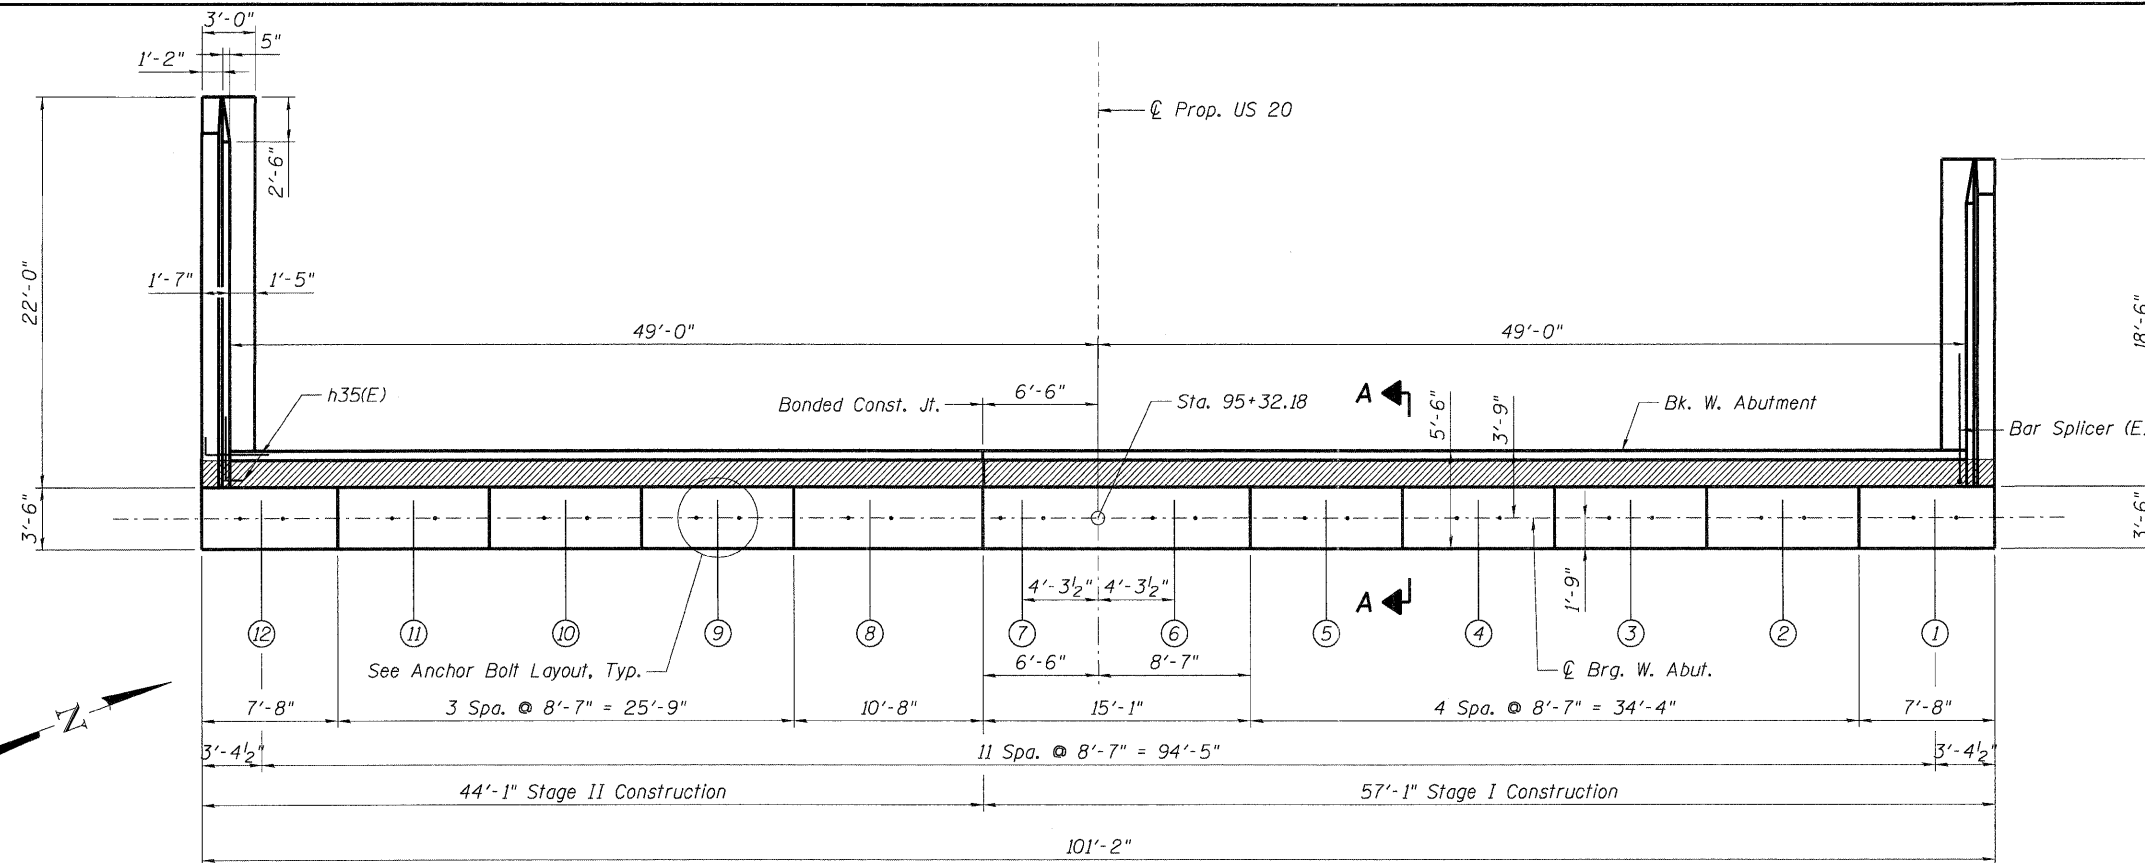 3'-0"
5"
1'-2"
℄ Prop. US 20
2'-6"
22'-0"
1'-7"
1'-5"
18'-6"
49'-0"
49'-0"
h35(E)
Bonded Const. Jt.
6'-6"
Sta. 95+32.18
A
5'-6"
3'-9"
Bk. W. Abutment
Bar Splicer (E)
3'-6"
3'-6"
4'-3½"
4'-3½"
A
1'-9"
12
11
10
9
8
7
6
5
4
3
2
1
See Anchor Bolt Layout, Typ.
6'-6"
8'-7"
℄ Brg. W. Abut.
N
7'-8"
3 Spa. @ 8'-7" = 25'-9"
10'-8"
15'-1"
4 Spa. @ 8'-7" = 34'-4"
7'-8"
3'-4½"
11 Spa. @ 8'-7" = 94'-5"
3'-4½"
44'-1" Stage II Construction
57'-1" Stage I Construction
101'-2"